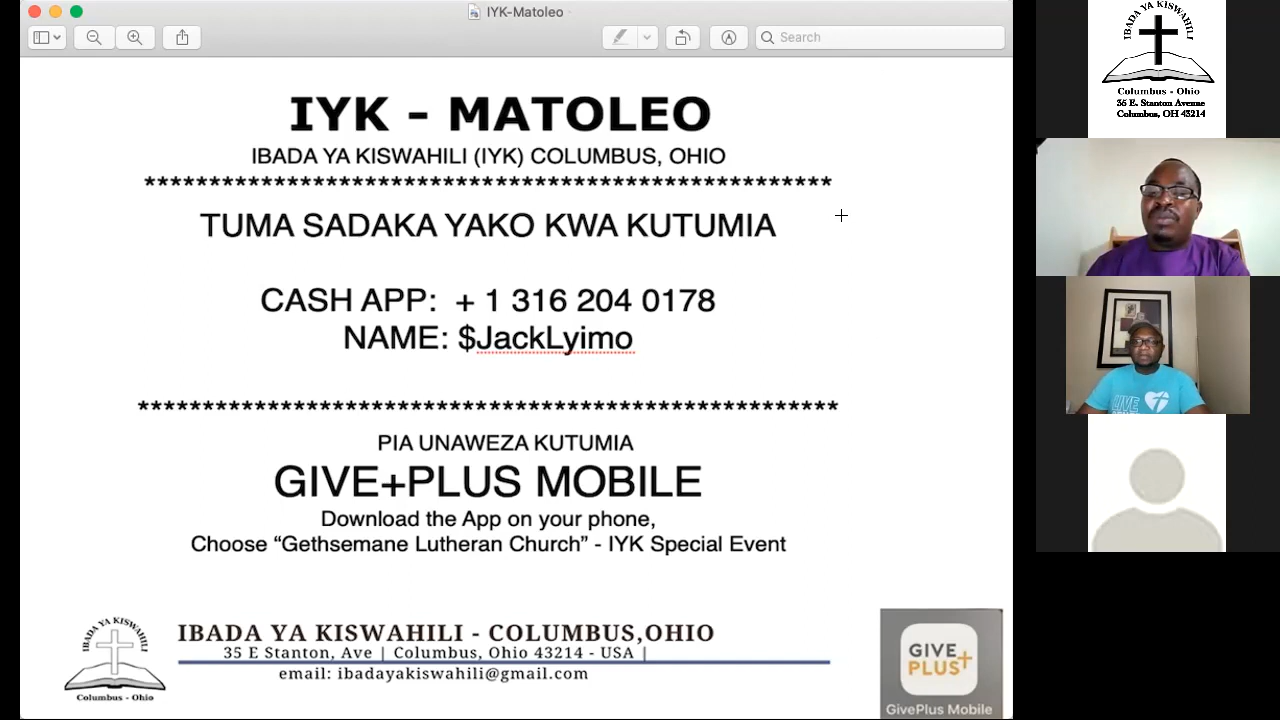 IYK-Matoleo
Search
IYK - MATOLEO
IBADA YA KISWAHILI (IYK) COLUMBUS, OHIO
*****************************************************
TUMA SADAKA YAKO KWA KUTUMIA
CASH APP: + 1 316 204 0178
NAME: $JackLyimo
******************************************************
PIA UNAWEZA KUTUMIA
GIVE+PLUS MOBILE
Download the App on your phone,
Choose “Gethsemane Lutheran Church” - IYK Special Event
IBADA YA KISWAHILI
Columbus - Ohio
IBADA YA KISWAHILI - COLUMBUS,OHIO
35 E Stanton, Ave | Columbus, Ohio 43214 - USA |
email: ibadayakiswahili@gmail.com
GIVE
PLUS+
GivePlus Mobile
IBADA YA KISWAHILI
Columbus - Ohio
35 E. Stanton Avenue
Columbus, OH 43214
LIVE